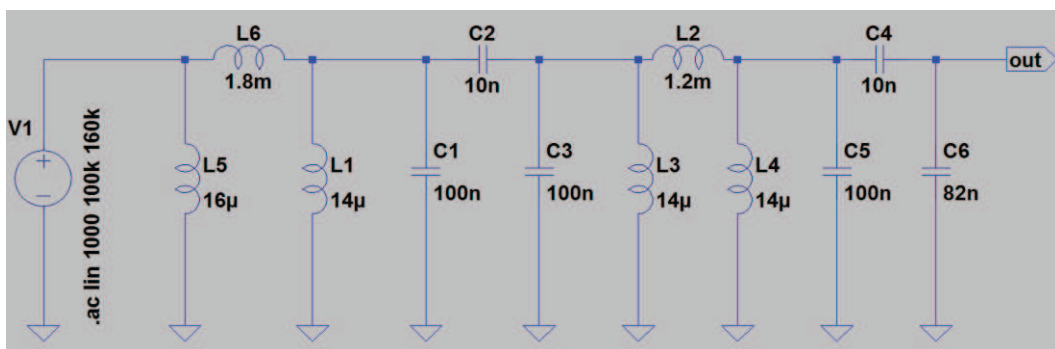 L6
1.8m
C2
10n
L2
1.2m
C4
10n
out
V1
+
−
.ac lin 1000 100k 160k
L5
16µ
L1
14µ
C1
100n
C3
100n
L3
14µ
L4
14µ
C5
100n
C6
82n